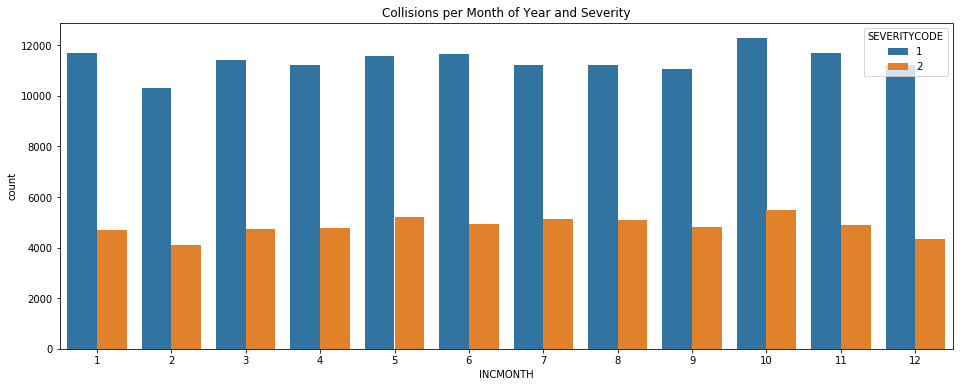 Collisions per Month of Year and Severity
SEVERITYCODE
1
2
count
12000
10000
8000
6000
4000
2000
0
1 2 3 4 5 6 7 8 9 10 11 12
INCMONTH